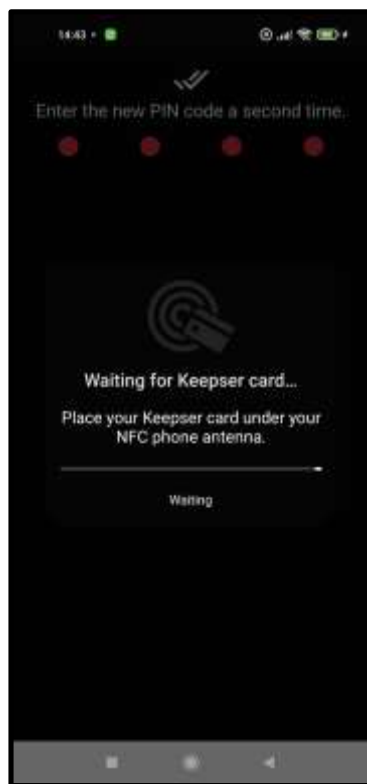 14:43
Enter the new PIN code a second time.
Waiting for Keepser card...
Place your Keepser card under your
NFC phone antenna.
Waiting